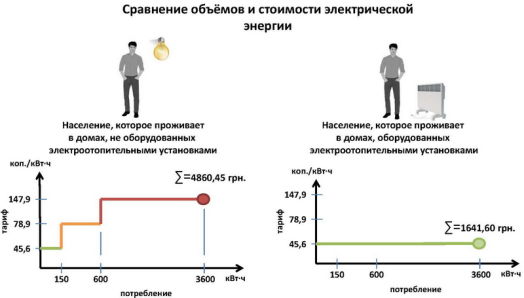 Сравнение объёмов и стоимости электрической
энергии
Население, которое проживает
в домах, не оборудованных
электроотопительными установками
коп./кВт·ч
∑=4860,45 грн.
147,9
78,9
45,6
тариф
150
600
3600
кВт·ч
потребление
Население, которое проживает
в домах, оборудованных
электроотопительными установками
коп./кВт·ч
147,9
78,9
45,6
тариф
∑=1641,60 грн.
150
600
3600
кВт·ч
потребление